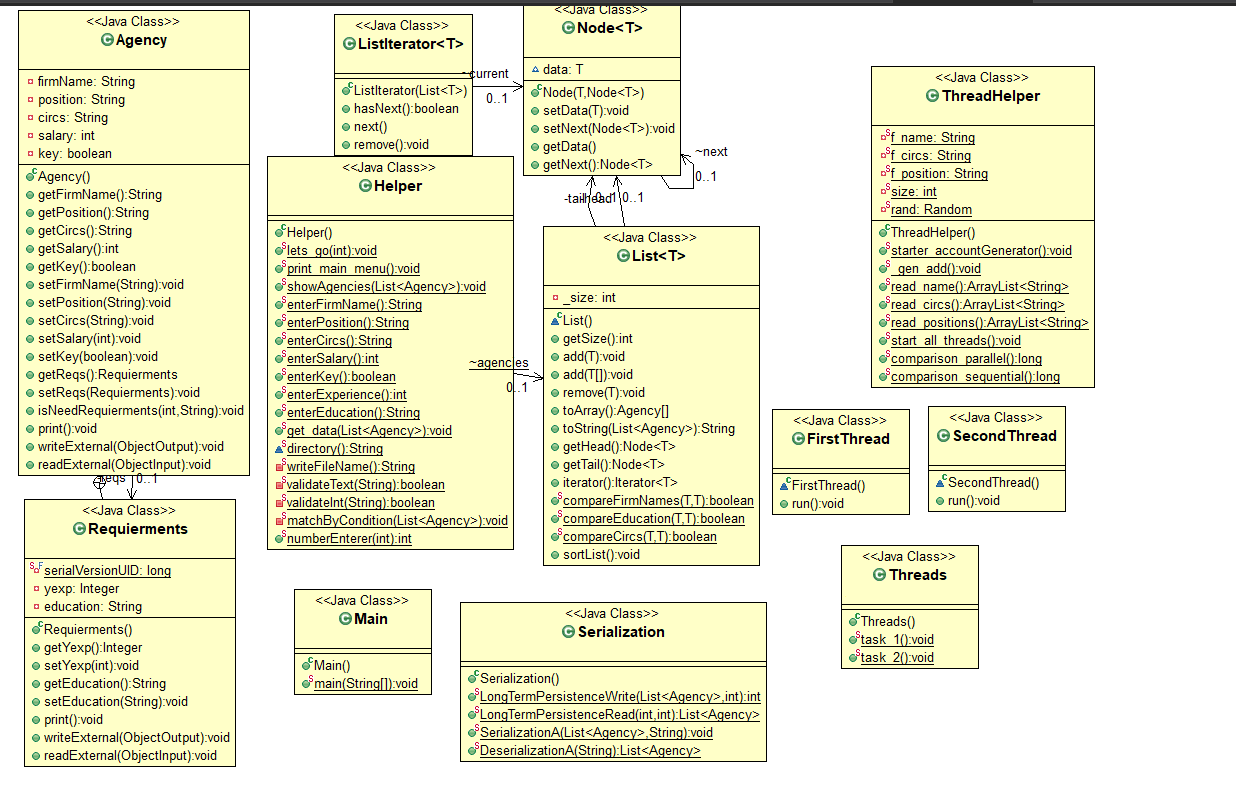 <<Java Class>>
Agency
firmName: String
position: String
circs: String
salary: int
key: boolean
Agency()
getFirmName():String
getPosition():String
getCircs():String
getSalary():int
getKey():boolean
setFirmName(String):void
setPosition(String):void
setCircs(String):void
setSalary(int):void
setKey(boolean):void
getReqs():Requierments
setReqs(Requierments):void
isNeedRequierments(int,String):void
print():void
writeExternal(ObjectOutput):void
readExternal(ObjectInput):void
reqs 0..1
<<Java Class>>
Requierments
serialVersionUID: long
yexp: Integer
education: String
Requierments()
getYexp():Integer
setYexp(int):void
getEducation():String
setEducation(String):void
print():void
writeExternal(ObjectOutput):void
readExternal(ObjectInput):void
<<Java Class>>
ListIterator<T>
ListIterator(List<T>)
hasNext():boolean
next()
remove():void
~current
0..1
<<Java Class>>
Node<T>
data: T
Node(T,Node<T>)
setData(T):void
setNext(Node<T>):void
getData()
getNext():Node<T>
~next
0..1
<<Java Class>>
Helper
Helper()
lets_go(int):void
print_main_menu():void
showAgencies(List<Agency>):void
enterFirmName():String
enterPosition():String
enterCircs():String
enterSalary():int
enterKey():boolean
enterExperience():int
enterEducation():String
get_data(List<Agency>):void
directory():String
writeFileName():String
validateText(String):boolean
validateInt(String):boolean
matchByCondition(List<Agency>):void
numberEnterer(int):int
~agencies
0..1
-tail
head
0..1
0..1
<<Java Class>>
List<T>
_size: int
List()
getSize():int
add(T):void
add(T[]):void
remove(T):void
toArray():Agency[]
toString(List<Agency>):String
getHead():Node<T>
getTail():Node<T>
iterator():Iterator<T>
compareFirmNames(T,T):boolean
compareEducation(T,T):boolean
compareCircs(T,T):boolean
sortList():void
<<Java Class>>
Main
Main()
main(String[]):void
<<Java Class>>
Serialization
Serialization()
LongTermPersistenceWrite(List<Agency>,int):int
LongTermPersistenceRead(int,int):List<Agency>
SerializationA(List<Agency>,String):void
DeserializationA(String):List<Agency>
<<Java Class>>
ThreadHelper
f_name: String
f_circs: String
f_position: String
size: int
rand: Random
ThreadHelper()
starter_accountGenerator():void
_gen_add():void
read_name():ArrayList<String>
read_circs():ArrayList<String>
read_positions():ArrayList<String>
start_all_threads():void
comparison_parallel():long
comparison_sequential():long
<<Java Class>>
FirstThread
FirstThread()
run():void
<<Java Class>>
SecondThread
SecondThread()
run():void
<<Java Class>>
Threads
Threads()
task_1():void
task_2():void